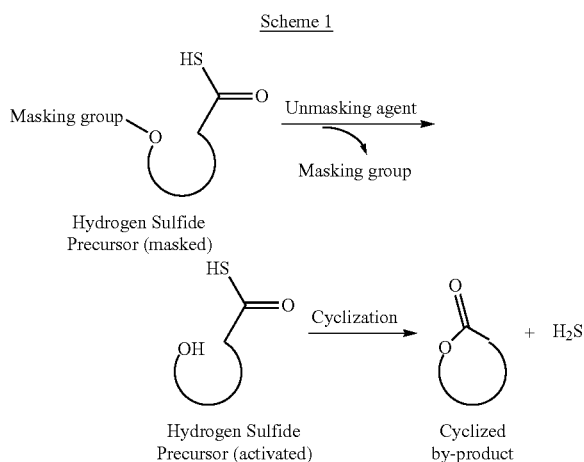 Scheme 1
HS
O
Unmasking agent
Masking group
O
Masking group
Hydrogen Sulfide
Precursor (masked)
HS
O
Cyclization
OH
O
O
+ H₂S
Hydrogen Sulfide
Precursor (activated)
Cyclized
by-product